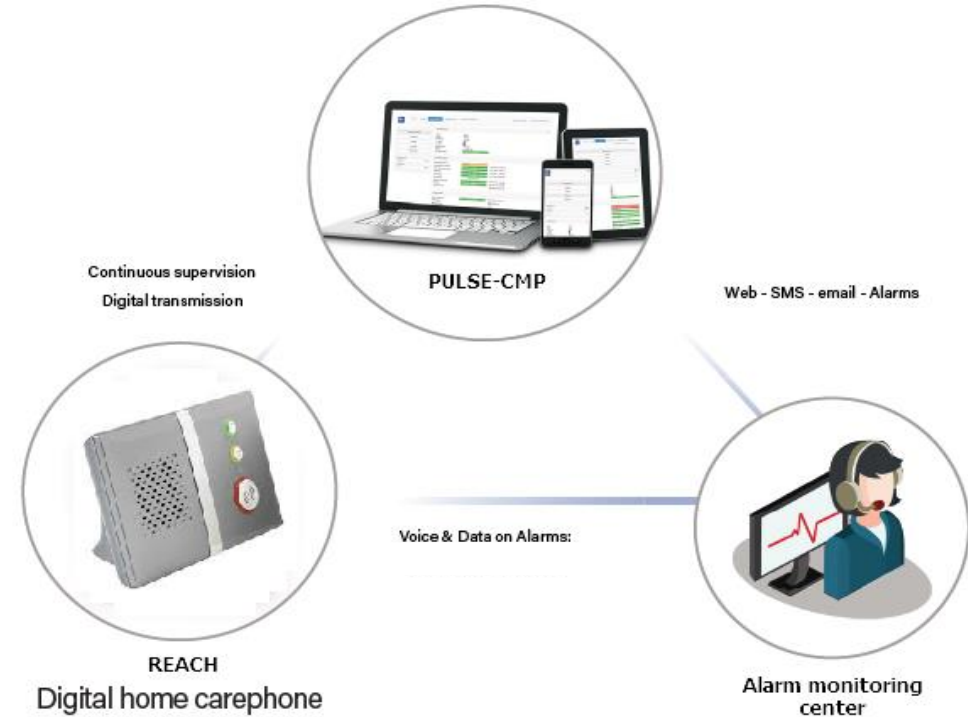 PULSE-CMP
Continuous supervision
Digital transmission
Web - SMS - email - Alarms
Voice & Data on Alarms:
REACH
Digital home carephone
Alarm monitoring
center